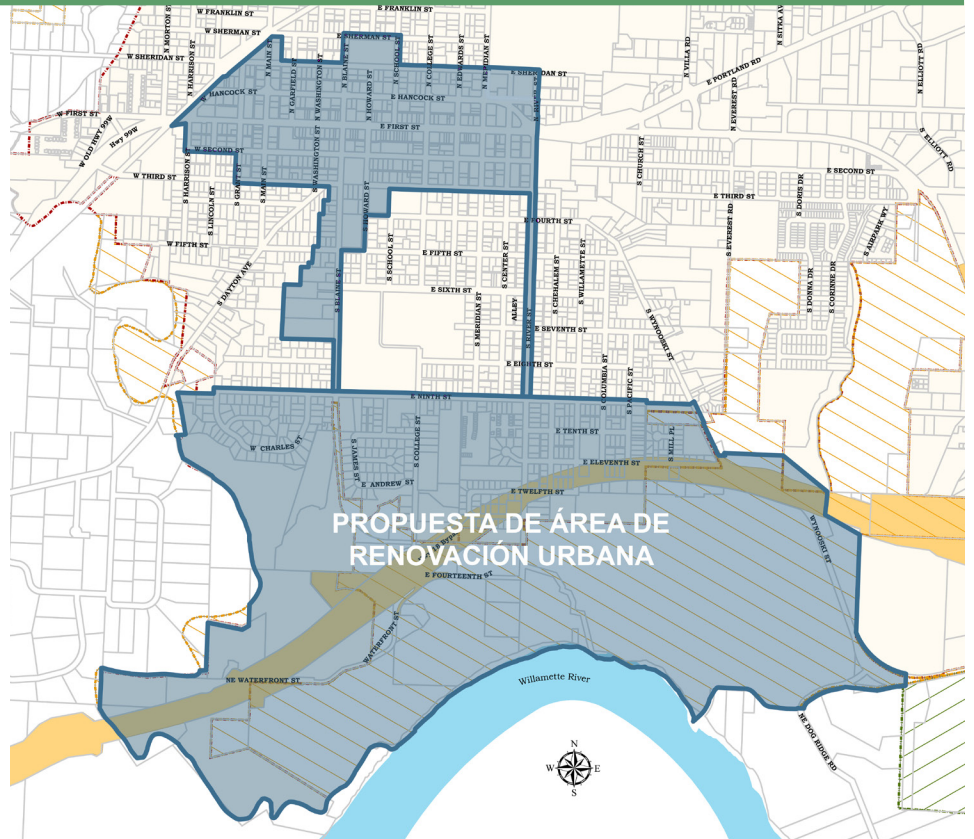 E FRANKLIN ST
W FRANKLIN ST
W SHERMAN ST
E SHERMAN ST
W SHERIDAN ST
E SHERIDAN ST
N MORTON ST
N HARRISON ST
N MAIN ST
N GARFIELD ST
N WASHINGTON ST
N BLAINE ST
N HOWARD ST
N SCHOOL ST
N COLLEGE ST
N EDWARDS ST
N MERIDIAN ST
N RIVER ST
N VILLA RD
N SITKA AV
E PORTLAND RD
N EVEREST RD
N ELLIOTT RD
S ELLIOTT RD
W HANCOCK ST
E HANCOCK ST
W FIRST ST
E FIRST ST
W OLD HWY 99W
Hwy 99W
W SECOND ST
E SECOND ST
W THIRD ST
E THIRD ST
S HARRISON ST
S LINCOLN ST
S GRANT ST
S MAIN ST
S WASHINGTON ST
S HOWARD ST
S CHURCH ST
S EVEREST RD
S DORIS DR
S AIRPARK WY
E FOURTH ST
W FIFTH ST
E FIFTH ST
S SCHOOL ST
S CENTER ST
S CHEHALEM ST
S WILLAMETTE ST
S DAYTON AVE
S BLAINE ST
E SIXTH ST
S MERIDIAN ST
ALLEY
S RIVER ST
E SEVENTH ST
S DONNA DR
S CORINNE DR
S WYNOOSKI ST
E EIGHTH ST
S COLUMBIA ST
S PACIFIC ST
E NINTH ST
W CHARLES ST
S JAMES ST
S COLLEGE ST
E TENTH ST
S MILL PL
E ELEVENTH ST
E ANDREW ST
E TWELFTH ST
PROPUESTA DE ÁREA DE
RENOVACIÓN URBANA
WYNOOSKI ST
E FOURTEENTH ST
WATERFRONT ST
NE WATERFRONT ST
Willamette River
NE DOG RIDGE RD
N
W
E
S